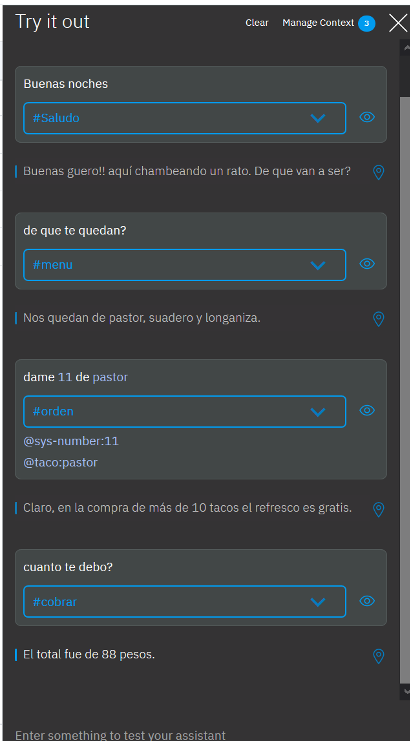 Try it out Clear Manage Context 3
Buenas noches
#Saludo
Buenas guero!! aquí chambeando un rato. De que van a ser?
de que te quedan?
#menu
Nos quedan de pastor, suadero y longaniza.
dame 11 de pastor
#orden
@sys-number:11
@taco:pastor
Claro, en la compra de más de 10 tacos el refresco es gratis.
cuanto te debo?
#cobrar
El total fue de 88 pesos.
Enter something to test your assistant